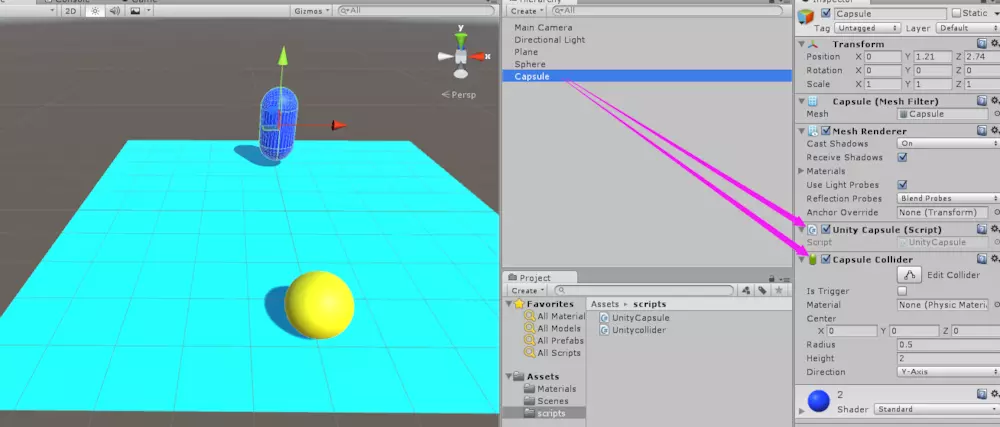 Console
Game
2D
Gizmos
All
y
x
Persp
Hierarchy
Create
All
Main Camera
Directional Light
Plane
Sphere
Capsule
Project
Create
Favorites
All Material
All Models
All Prefabs
All Scripts
Assets
Materials
Scenes
scripts
Assets
scripts
UnityCapsule
Unitycollider
Inspector
Capsule
Static
Tag Untagged Layer Default
Transform
Position X 0 Y 1.21 Z 2.74
Rotation X 0 Y 0 Z 0
Scale X 1 Y 1 Z 1
Capsule (Mesh Filter)
Mesh Capsule
Mesh Renderer
Cast Shadows On
Receive Shadows
Materials
Use Light Probes
Reflection Probes Blend Probes
Anchor Override None (Transform)
Unity Capsule (Script)
Script UnityCapsule
Capsule Collider
Edit Collider
Is Trigger
Material None (Physic Materi
Center
X 0 Y 0 Z 0
Radius 0.5
Height 2
Direction Y-Axis
2
Shader Standard